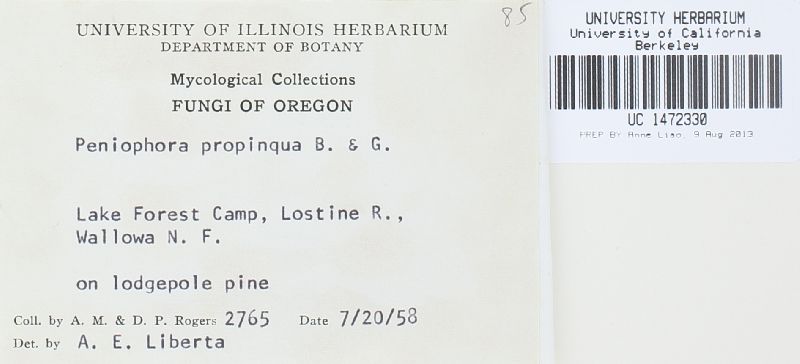 85
UNIVERSITY OF ILLINOIS HERBARIUM
DEPARTMENT OF BOTANY
Mycological Collections
FUNGI OF OREGON
Peniophora propinqua B. & G.
Lake Forest Camp, Lostine R.,
Wallowa N. F.
on lodgepole pine
Coll. by A. M. & D. P. Rogers 2765 Date 7/20/58
Det. by A. E. Liberta
UNIVERSITY HERBARIUM
University of California
Berkeley
UC 1472330
PREP BY Anne Liao, 9 Aug 2013